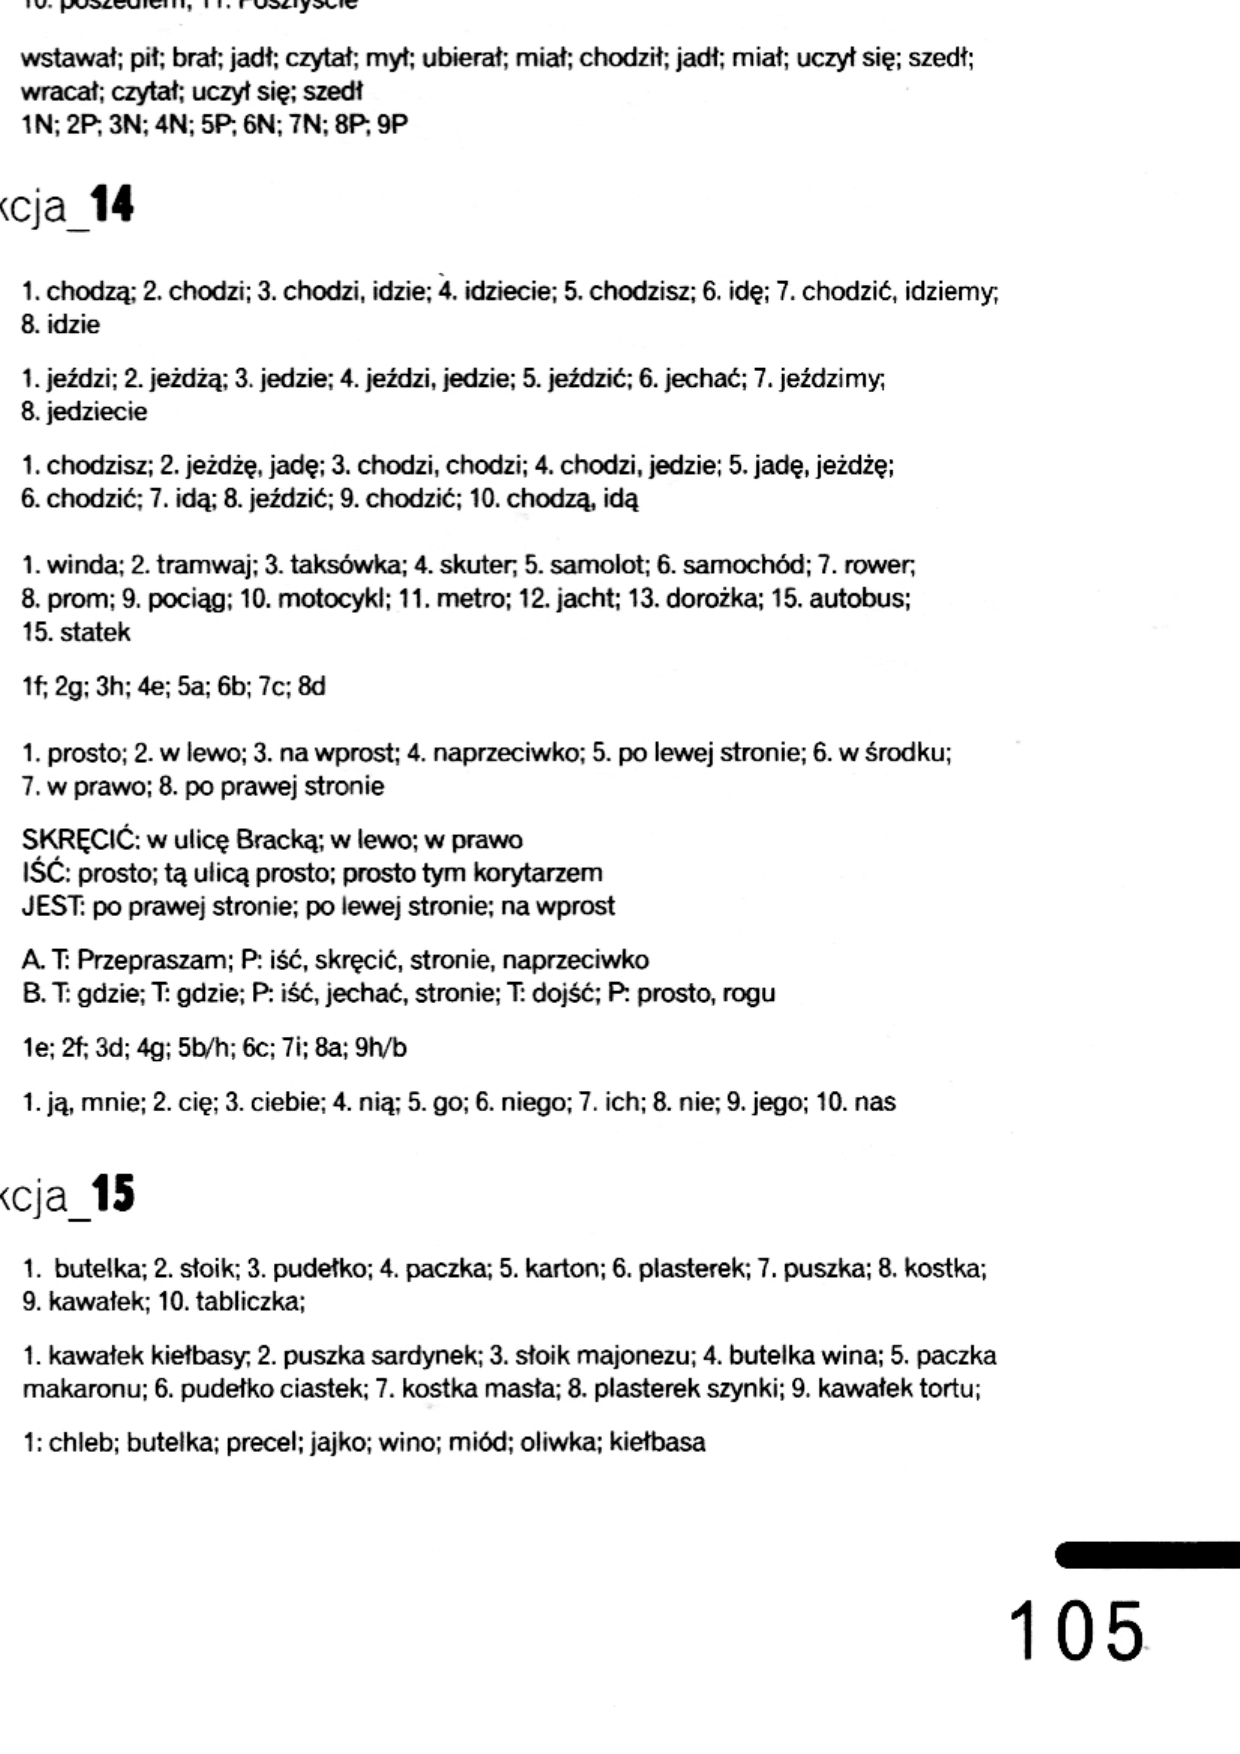 10. poszedłem; 11. Poszłyście
wstawał; pił; brał; jadł; czytał; mył; ubierał; miał; chodził; jadł; miał; uczył się; szedł;
wracał; czytał; uczył się; szedł
1N; 2P; 3N; 4N; 5P; 6N; 7N; 8P; 9P
kcja_14
1. chodzą; 2. chodzi; 3. chodzi, idzie; 4. idziecie; 5. chodzisz; 6. idę; 7. chodzić, idziemy;
8. idzie
1. jeździ; 2. jeżdżą; 3. jedzie; 4. jeździ, jedzie; 5. jeździć; 6. jechać; 7. jeździmy;
8. jedziecie
1. chodzisz; 2. jeżdżę, jadę; 3. chodzi, chodzi; 4. chodzi, jedzie; 5. jadę, jeżdżę;
6. chodzić; 7. idą; 8. jeździć; 9. chodzić; 10. chodzą, idą
1. winda; 2. tramwaj; 3. taksówka; 4. skuter; 5. samolot; 6. samochód; 7. rower;
8. prom; 9. pociąg; 10. motocykl; 11. metro; 12. jacht; 13. dorożka; 15. autobus;
15. statek
1f; 2g; 3h; 4e; 5a; 6b; 7c; 8d
1. prosto; 2. w lewo; 3. na wprost; 4. naprzeciwko; 5. po lewej stronie; 6. w środku;
7. w prawo; 8. po prawej stronie
SKRĘCIĆ: w ulicę Bracką; w lewo; w prawo
IŚĆ: prosto; tą ulicą prosto; prosto tym korytarzem
JEST: po prawej stronie; po lewej stronie; na wprost
A. T: Przepraszam; P: iść, skręcić, stronie, naprzeciwko
B. T: gdzie; T: gdzie; P: iść, jechać, stronie; T: dojść; P: prosto, rogu
1e; 2f; 3d; 4g; 5b/h; 6c; 7i; 8a; 9h/b
1. ją, mnie; 2. cię; 3. ciebie; 4. nią; 5. go; 6. niego; 7. ich; 8. nie; 9. jego; 10. nas
kcja_15
1. butelka; 2. słoik; 3. pudełko; 4. paczka; 5. karton; 6. plasterek; 7. puszka; 8. kostka;
9. kawałek; 10. tabliczka;
1. kawałek kiełbasy; 2. puszka sardynek; 3. słoik majonezu; 4. butelka wina; 5. paczka
makaronu; 6. pudełko ciastek; 7. kostka masła; 8. plasterek szynki; 9. kawałek tortu;
1: chleb; butelka; precel; jajko; wino; miód; oliwka; kiełbasa
105